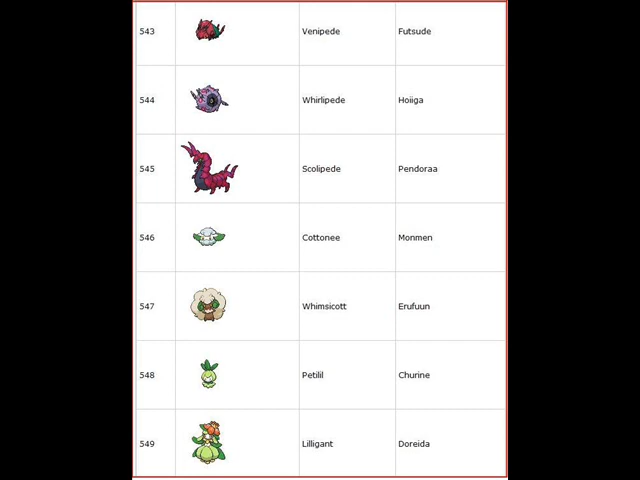 543 Venipede Futsude
544 Whirlipede Hoiiga
545 Scolipede Pendoraa
546 Cottonee Monmen
547 Whimsicott Erufuun
548 Petilil Churine
549 Lilligant Doreida